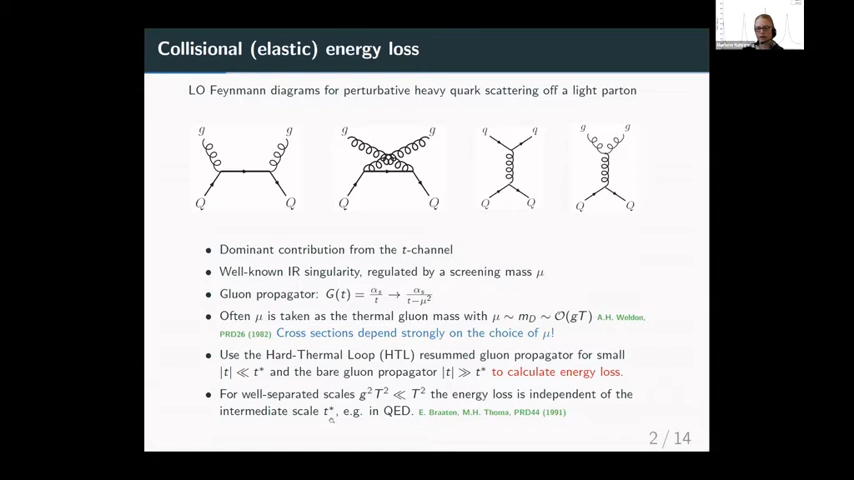 Collisional (elastic) energy loss
LO Feynmann diagrams for perturbative heavy quark scattering off a light parton
g g g g q q g g
Q Q Q Q Q Q Q Q
• Dominant contribution from the t-channel
• Well-known IR singularity, regulated by a screening mass μ
• Gluon propagator: G(t) = αs/t → αs/(t−μ²)
• Often μ is taken as the thermal gluon mass with μ ∼ mD ∼ O(gT) A.H. Weldon,
PRD26 (1982) Cross sections depend strongly on the choice of μ!
• Use the Hard-Thermal Loop (HTL) resummed gluon propagator for small
|t| ≪ t* and the bare gluon propagator |t| ≫ t* to calculate energy loss.
• For well-separated scales g²T² ≪ T² the energy loss is independent of the
intermediate scale t*, e.g. in QED. E. Braaten, M.H. Thoma, PRD44 (1991)
2 / 14